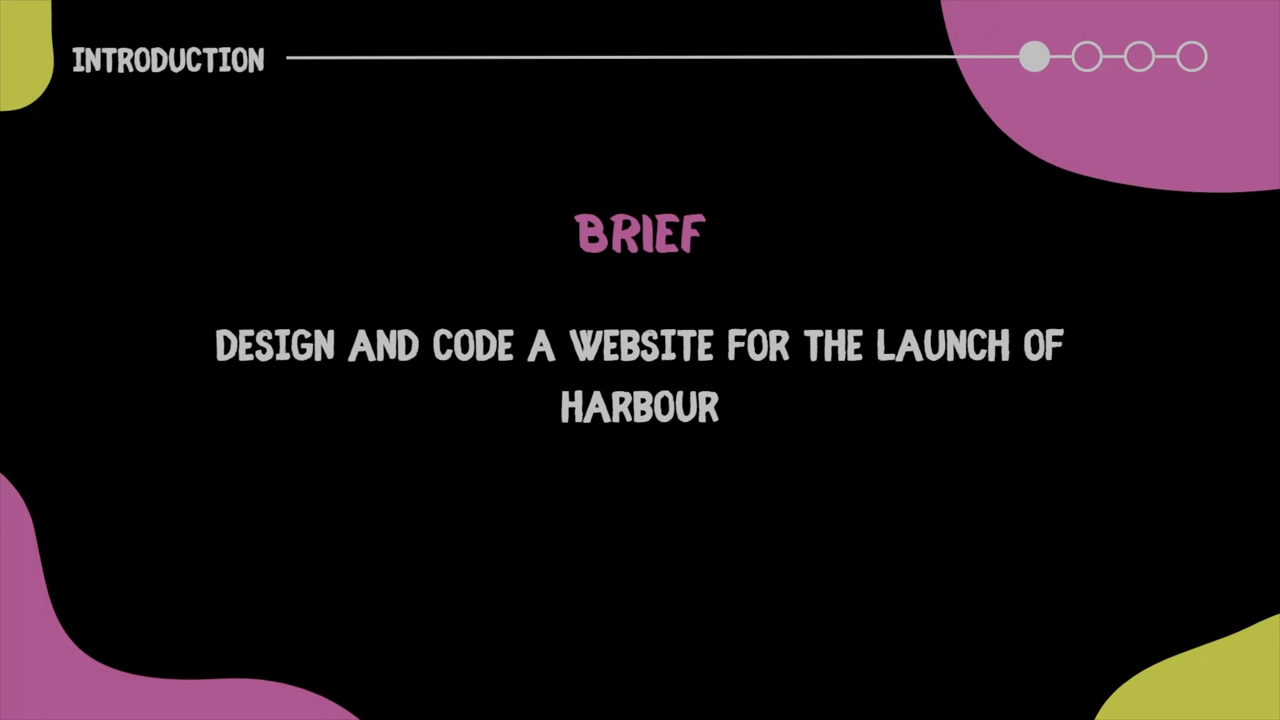 INTRODUCTION
BRIEF
DESIGN AND CODE A WEBSITE FOR THE LAUNCH OF
HARBOUR